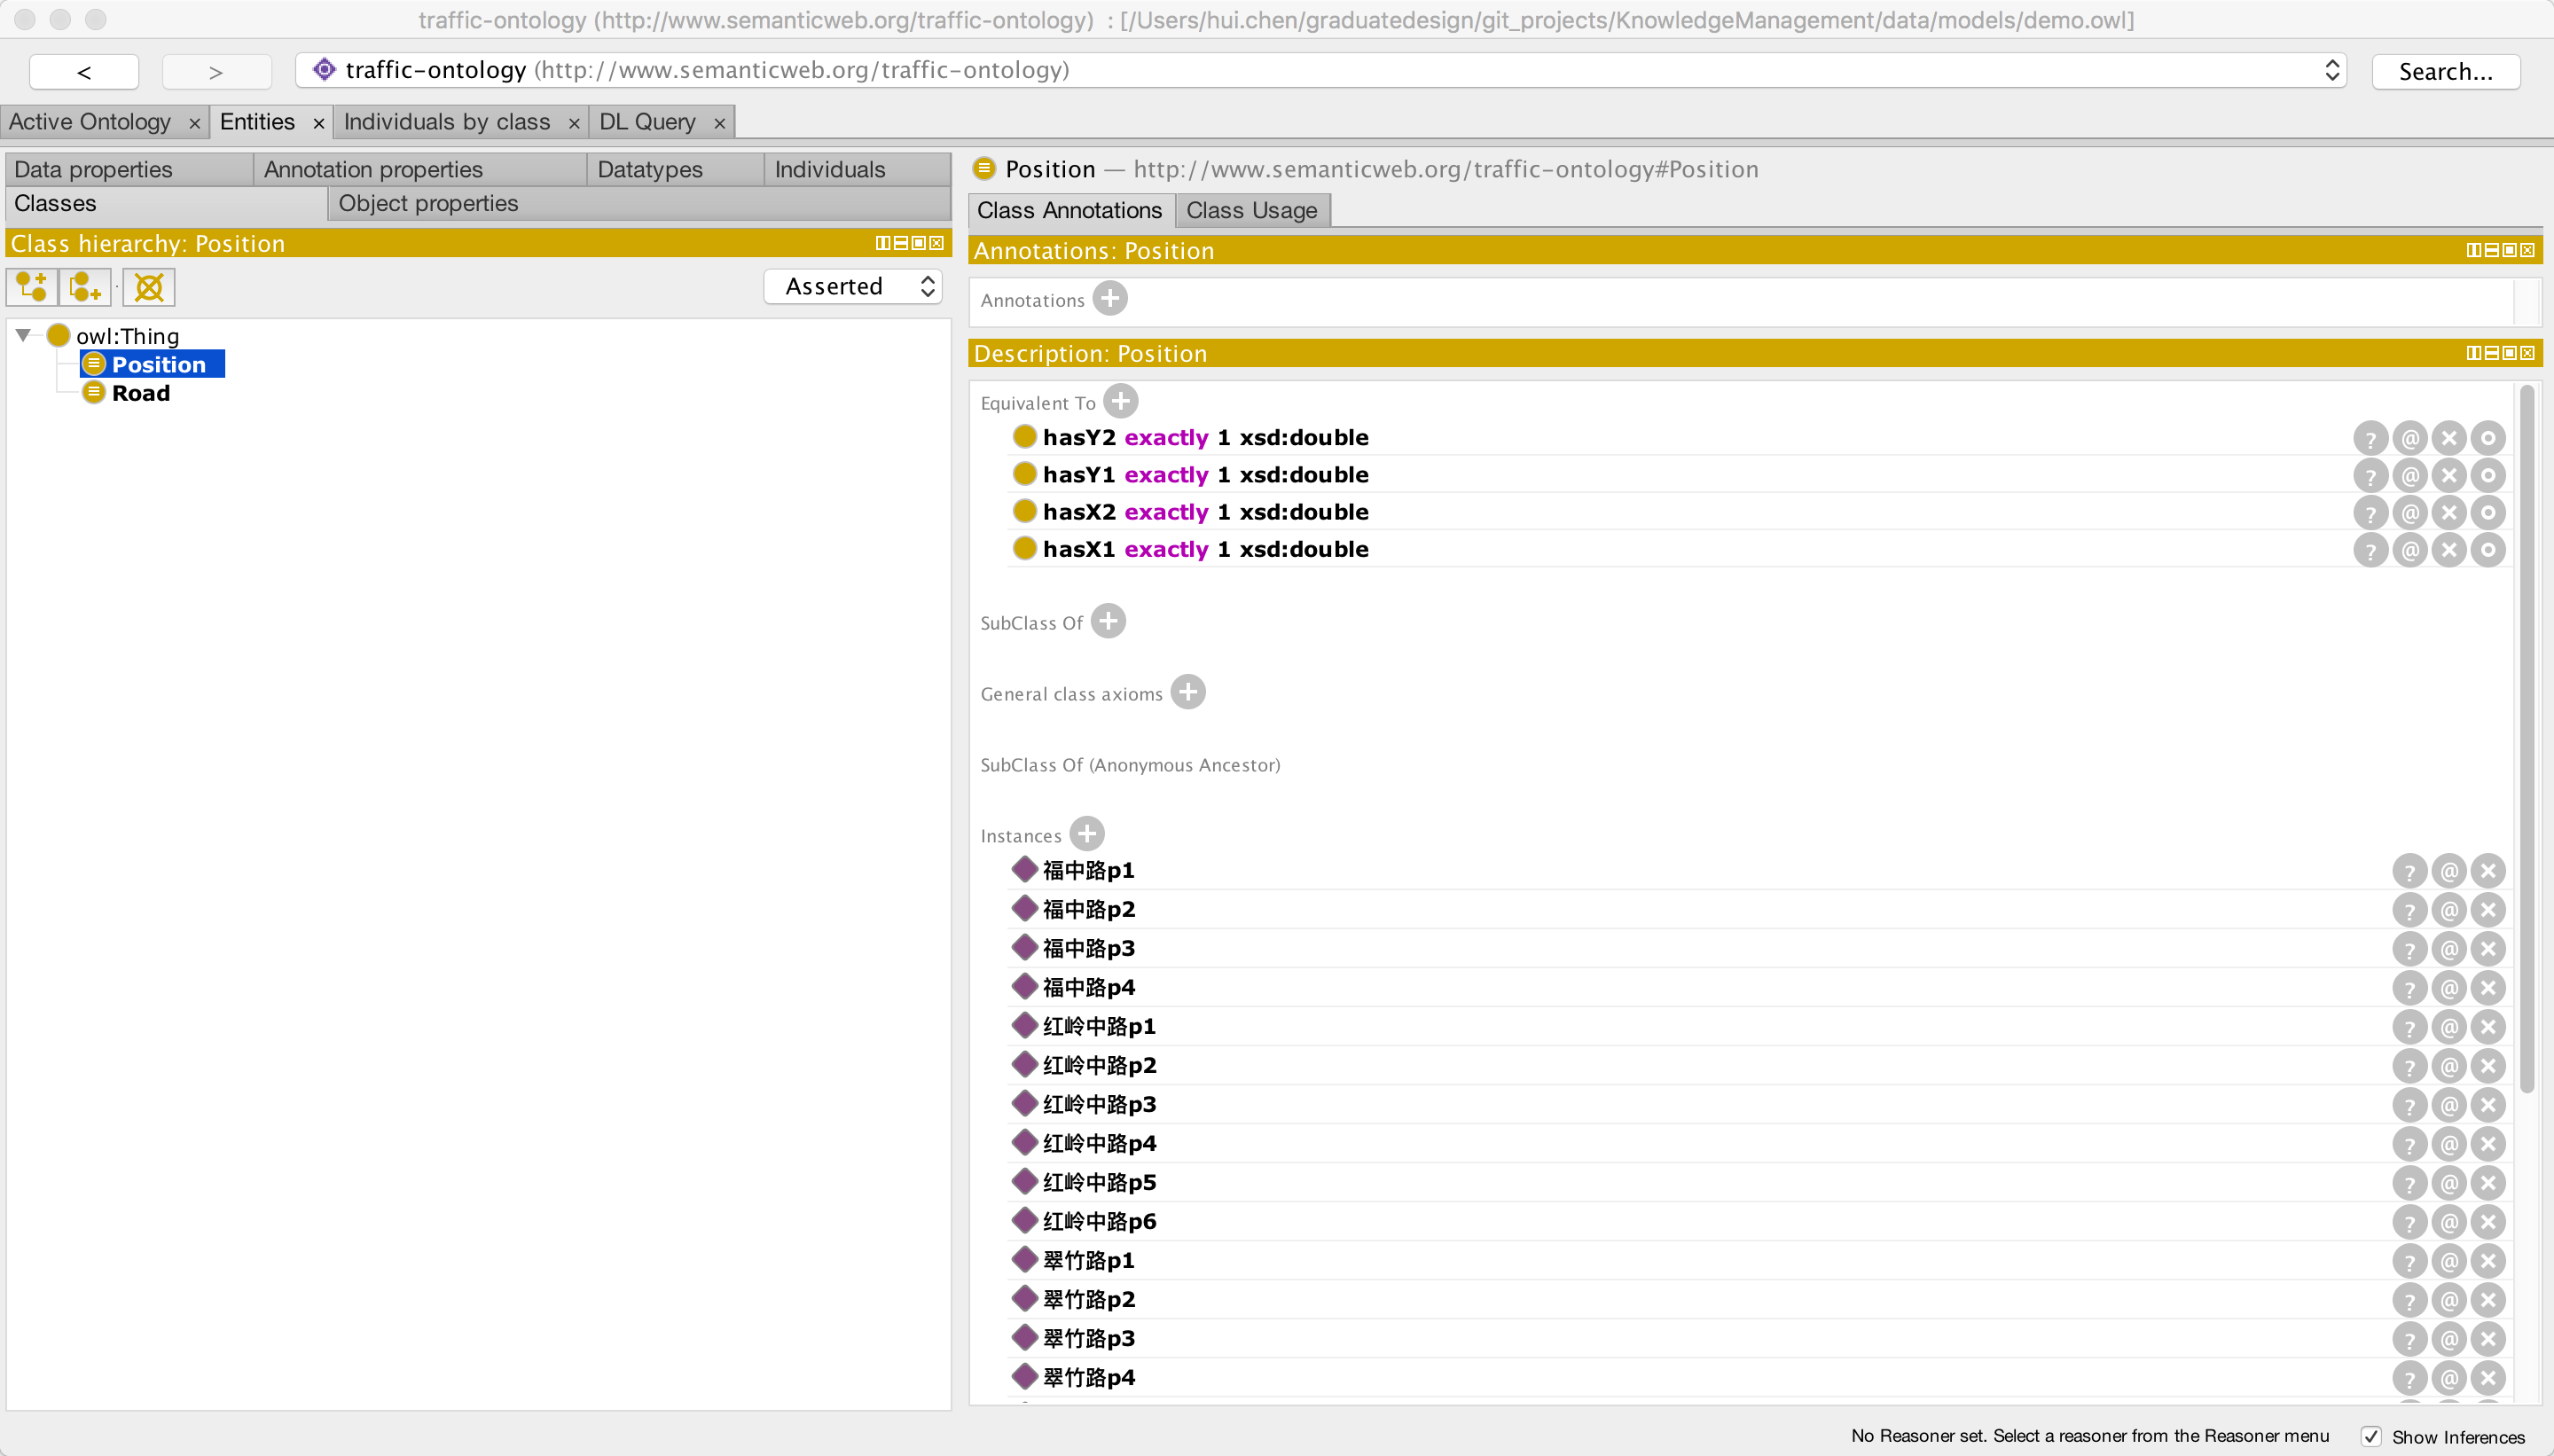 traffic-ontology (http://www.semanticweb.org/traffic-ontology) : [/Users/hui.chen/graduatedesign/git_projects/KnowledgeManagement/data/models/demo.owl]
< > traffic-ontology (http://www.semanticweb.org/traffic-ontology) Search...
Active Ontology × Entities × Individuals by class × DL Query ×
Data properties Annotation properties Datatypes Individuals
Classes Object properties
Class hierarchy: Position
Asserted
owl:Thing
Position
Road
Position — http://www.semanticweb.org/traffic-ontology#Position
Class Annotations Class Usage
Annotations: Position
Annotations
Description: Position
Equivalent To
hasY2 exactly 1 xsd:double
hasY1 exactly 1 xsd:double
hasX2 exactly 1 xsd:double
hasX1 exactly 1 xsd:double
SubClass Of
General class axioms
SubClass Of (Anonymous Ancestor)
Instances
福中路p1
福中路p2
福中路p3
福中路p4
红岭中路p1
红岭中路p2
红岭中路p3
红岭中路p4
红岭中路p5
红岭中路p6
翠竹路p1
翠竹路p2
翠竹路p3
翠竹路p4
No Reasoner set. Select a reasoner from the Reasoner menu Show Inferences